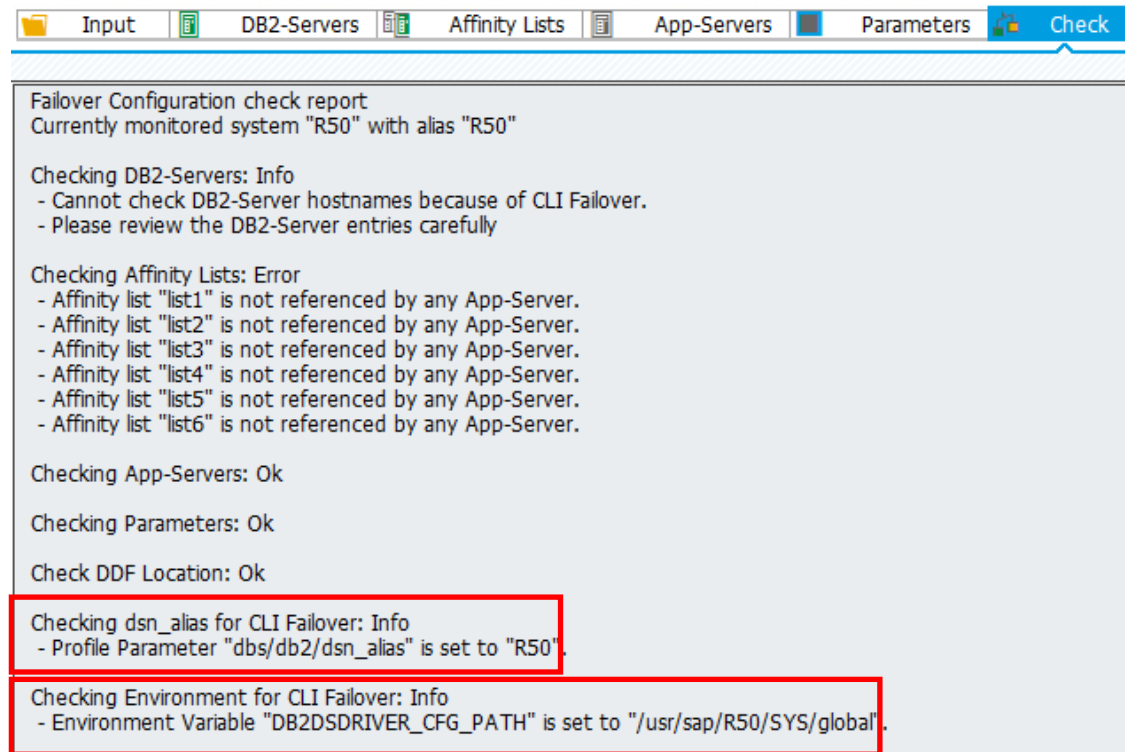 Input DB2-Servers Affinity Lists App-Servers Parameters Check
Failover Configuration check report
Currently monitored system "R50" with alias "R50"
Checking DB2-Servers: Info
- Cannot check DB2-Server hostnames because of CLI Failover.
- Please review the DB2-Server entries carefully
Checking Affinity Lists: Error
- Affinity list "list1" is not referenced by any App-Server.
- Affinity list "list2" is not referenced by any App-Server.
- Affinity list "list3" is not referenced by any App-Server.
- Affinity list "list4" is not referenced by any App-Server.
- Affinity list "list5" is not referenced by any App-Server.
- Affinity list "list6" is not referenced by any App-Server.
Checking App-Servers: Ok
Checking Parameters: Ok
Check DDF Location: Ok
Checking dsn_alias for CLI Failover: Info
- Profile Parameter "dbs/db2/dsn_alias" is set to "R50".
Checking Environment for CLI Failover: Info
- Environment Variable "DB2DSDRIVER_CFG_PATH" is set to "/usr/sap/R50/SYS/global".